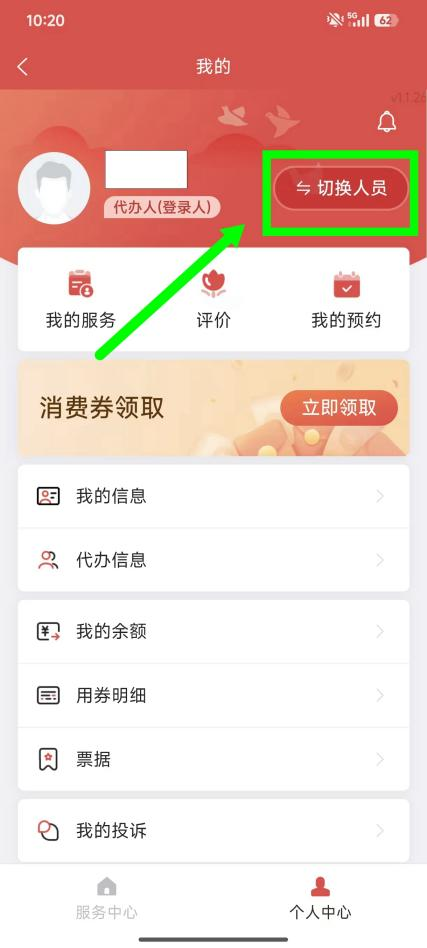 10:20
5G
62
我的
v1.1.26
代办人(登录人)
切换人员
我的服务
评价
我的预约
消费券领取
立即领取
我的信息
代办信息
我的余额
用券明细
票据
我的投诉
服务中心
个人中心